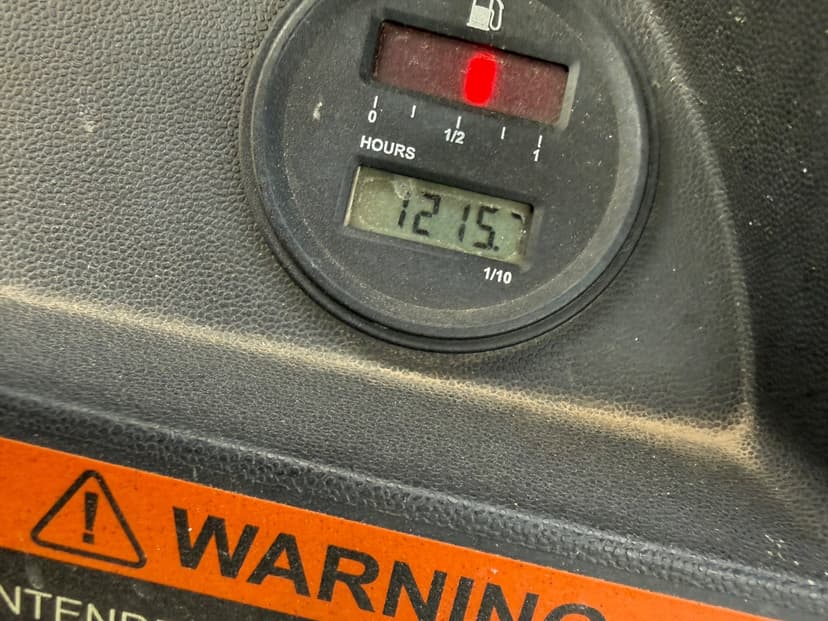 0 1/2 1
HOURS
1215.
1/10
WARNING